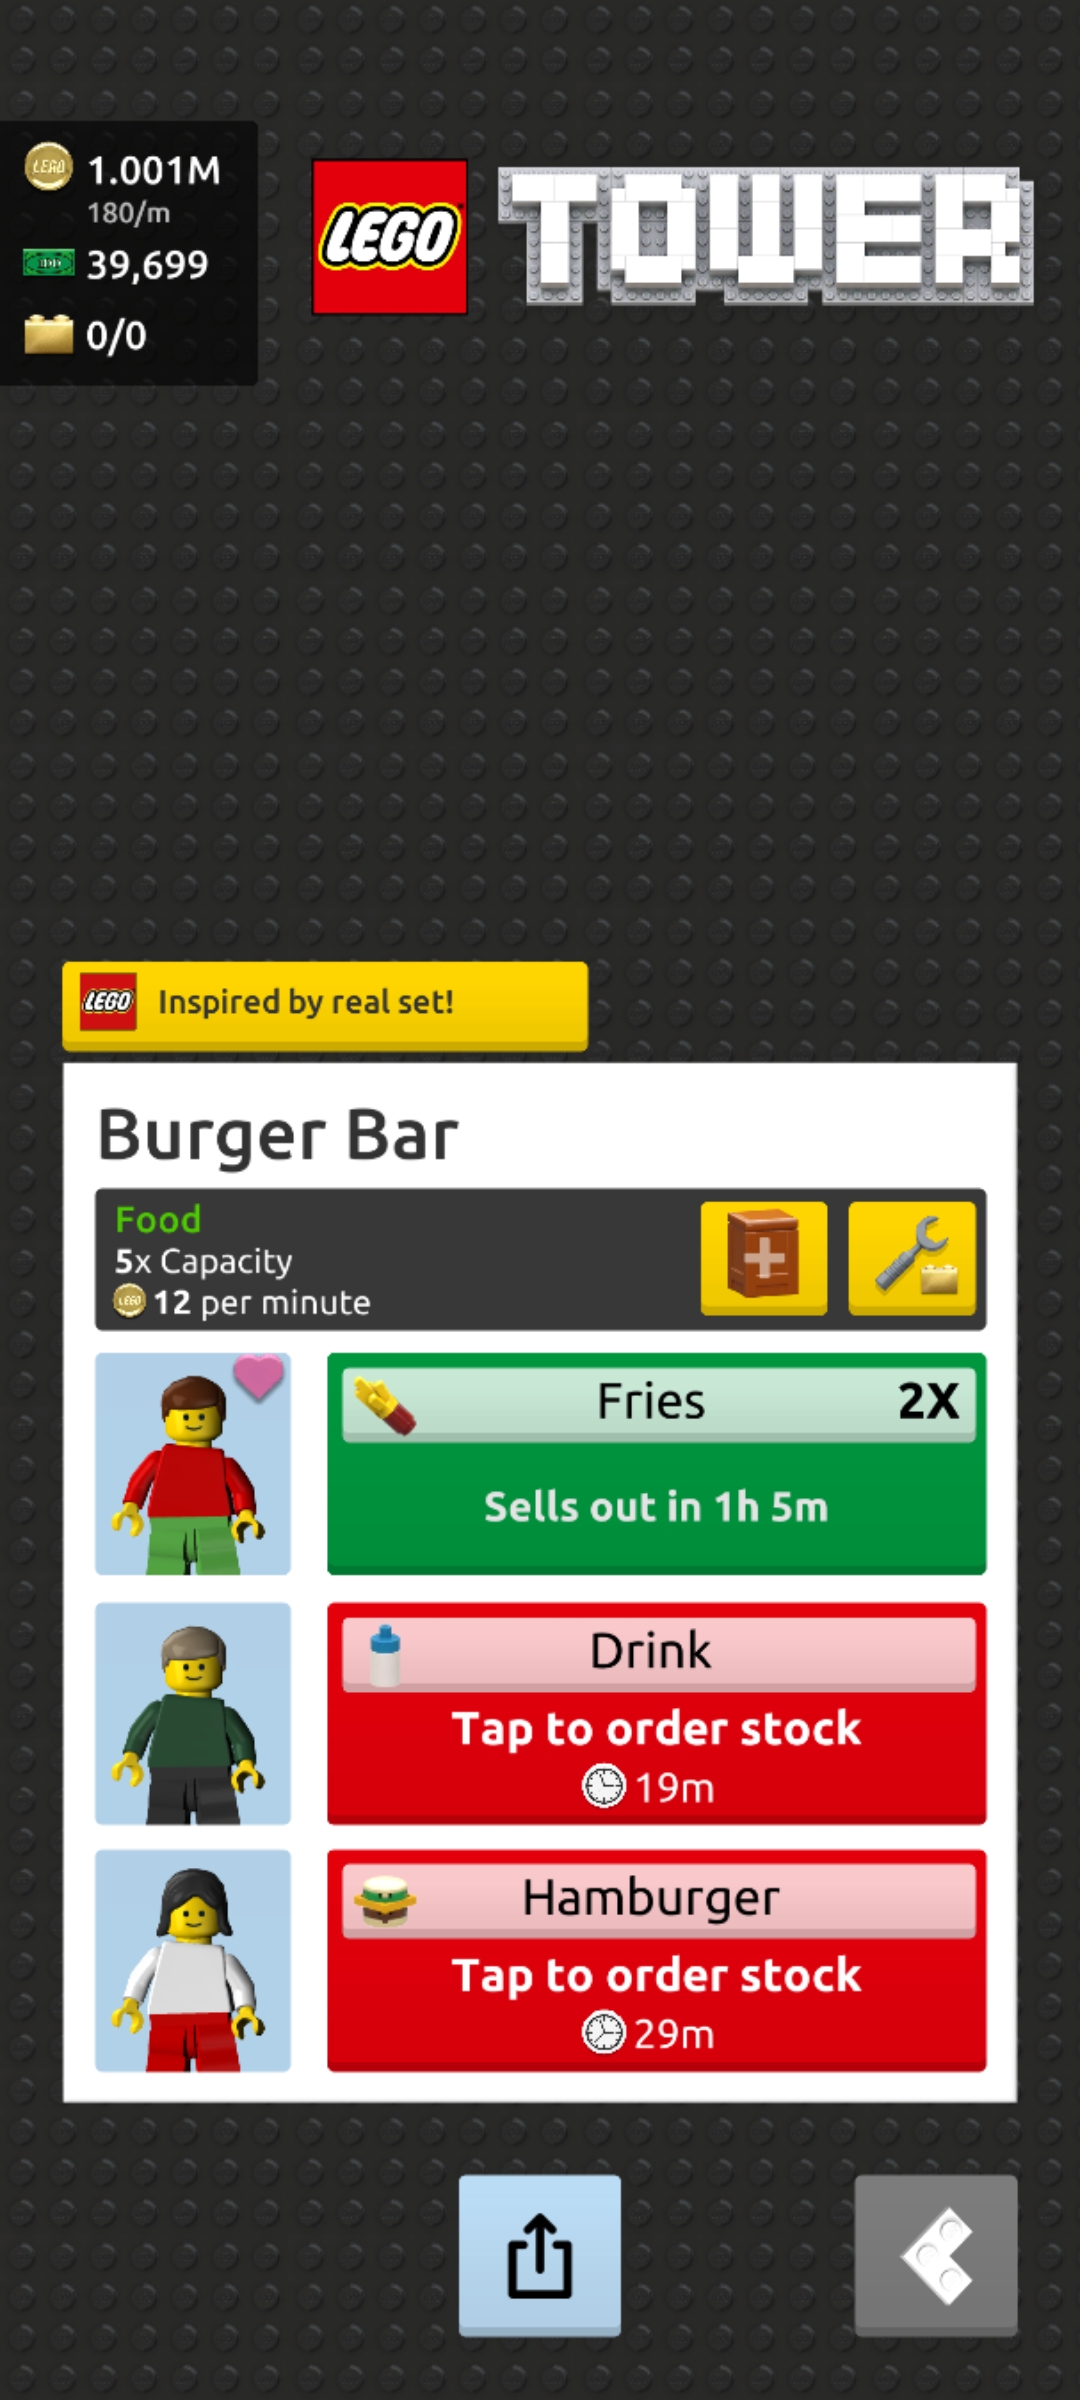 1.001M
180/m
39,699
0/0
LEGO
TOWER
LEGO
Inspired by real set!
Burger Bar
Food
5x Capacity
12 per minute
Fries 2X
Sells out in 1h 5m
Drink
Tap to order stock
19m
Hamburger
Tap to order stock
29m